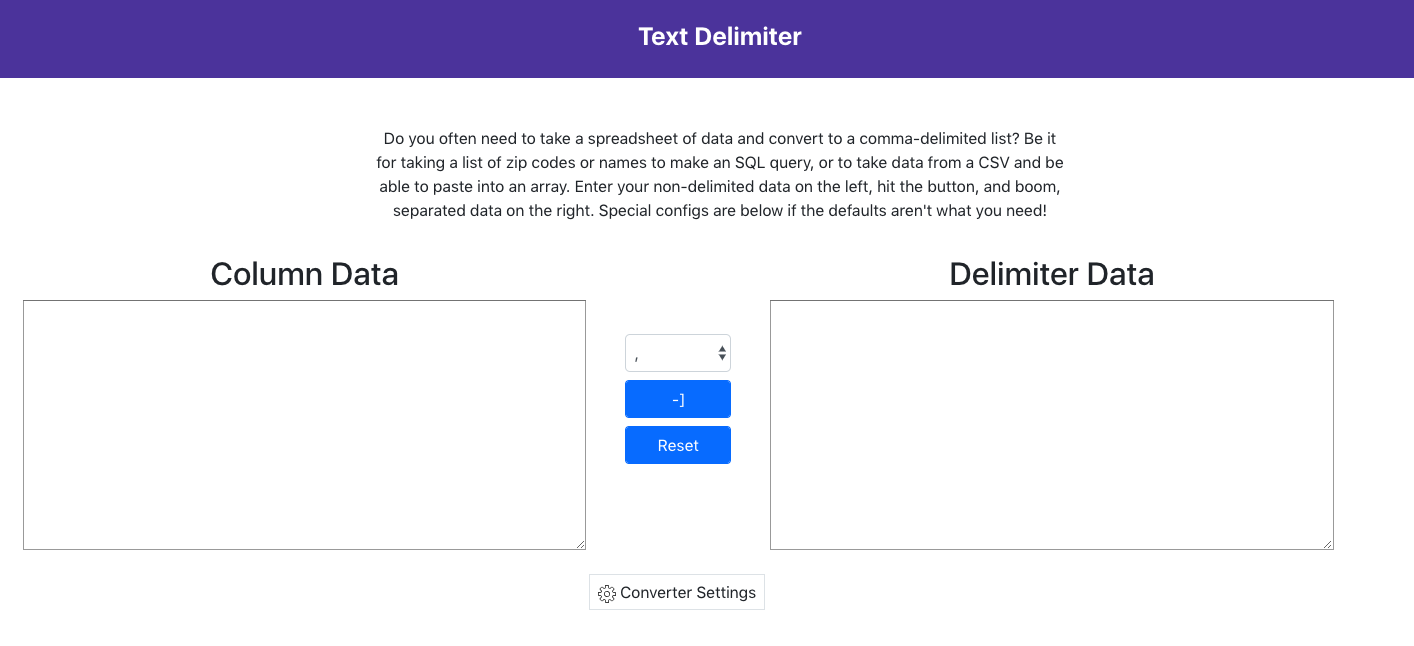 Text Delimiter
Do you often need to take a spreadsheet of data and convert to a comma-delimited list? Be it
for taking a list of zip codes or names to make an SQL query, or to take data from a CSV and be
able to paste into an array. Enter your non-delimited data on the left, hit the button, and boom,
separated data on the right. Special configs are below if the defaults aren't what you need!
Column Data
Delimiter Data
,
-]
Reset
Converter Settings